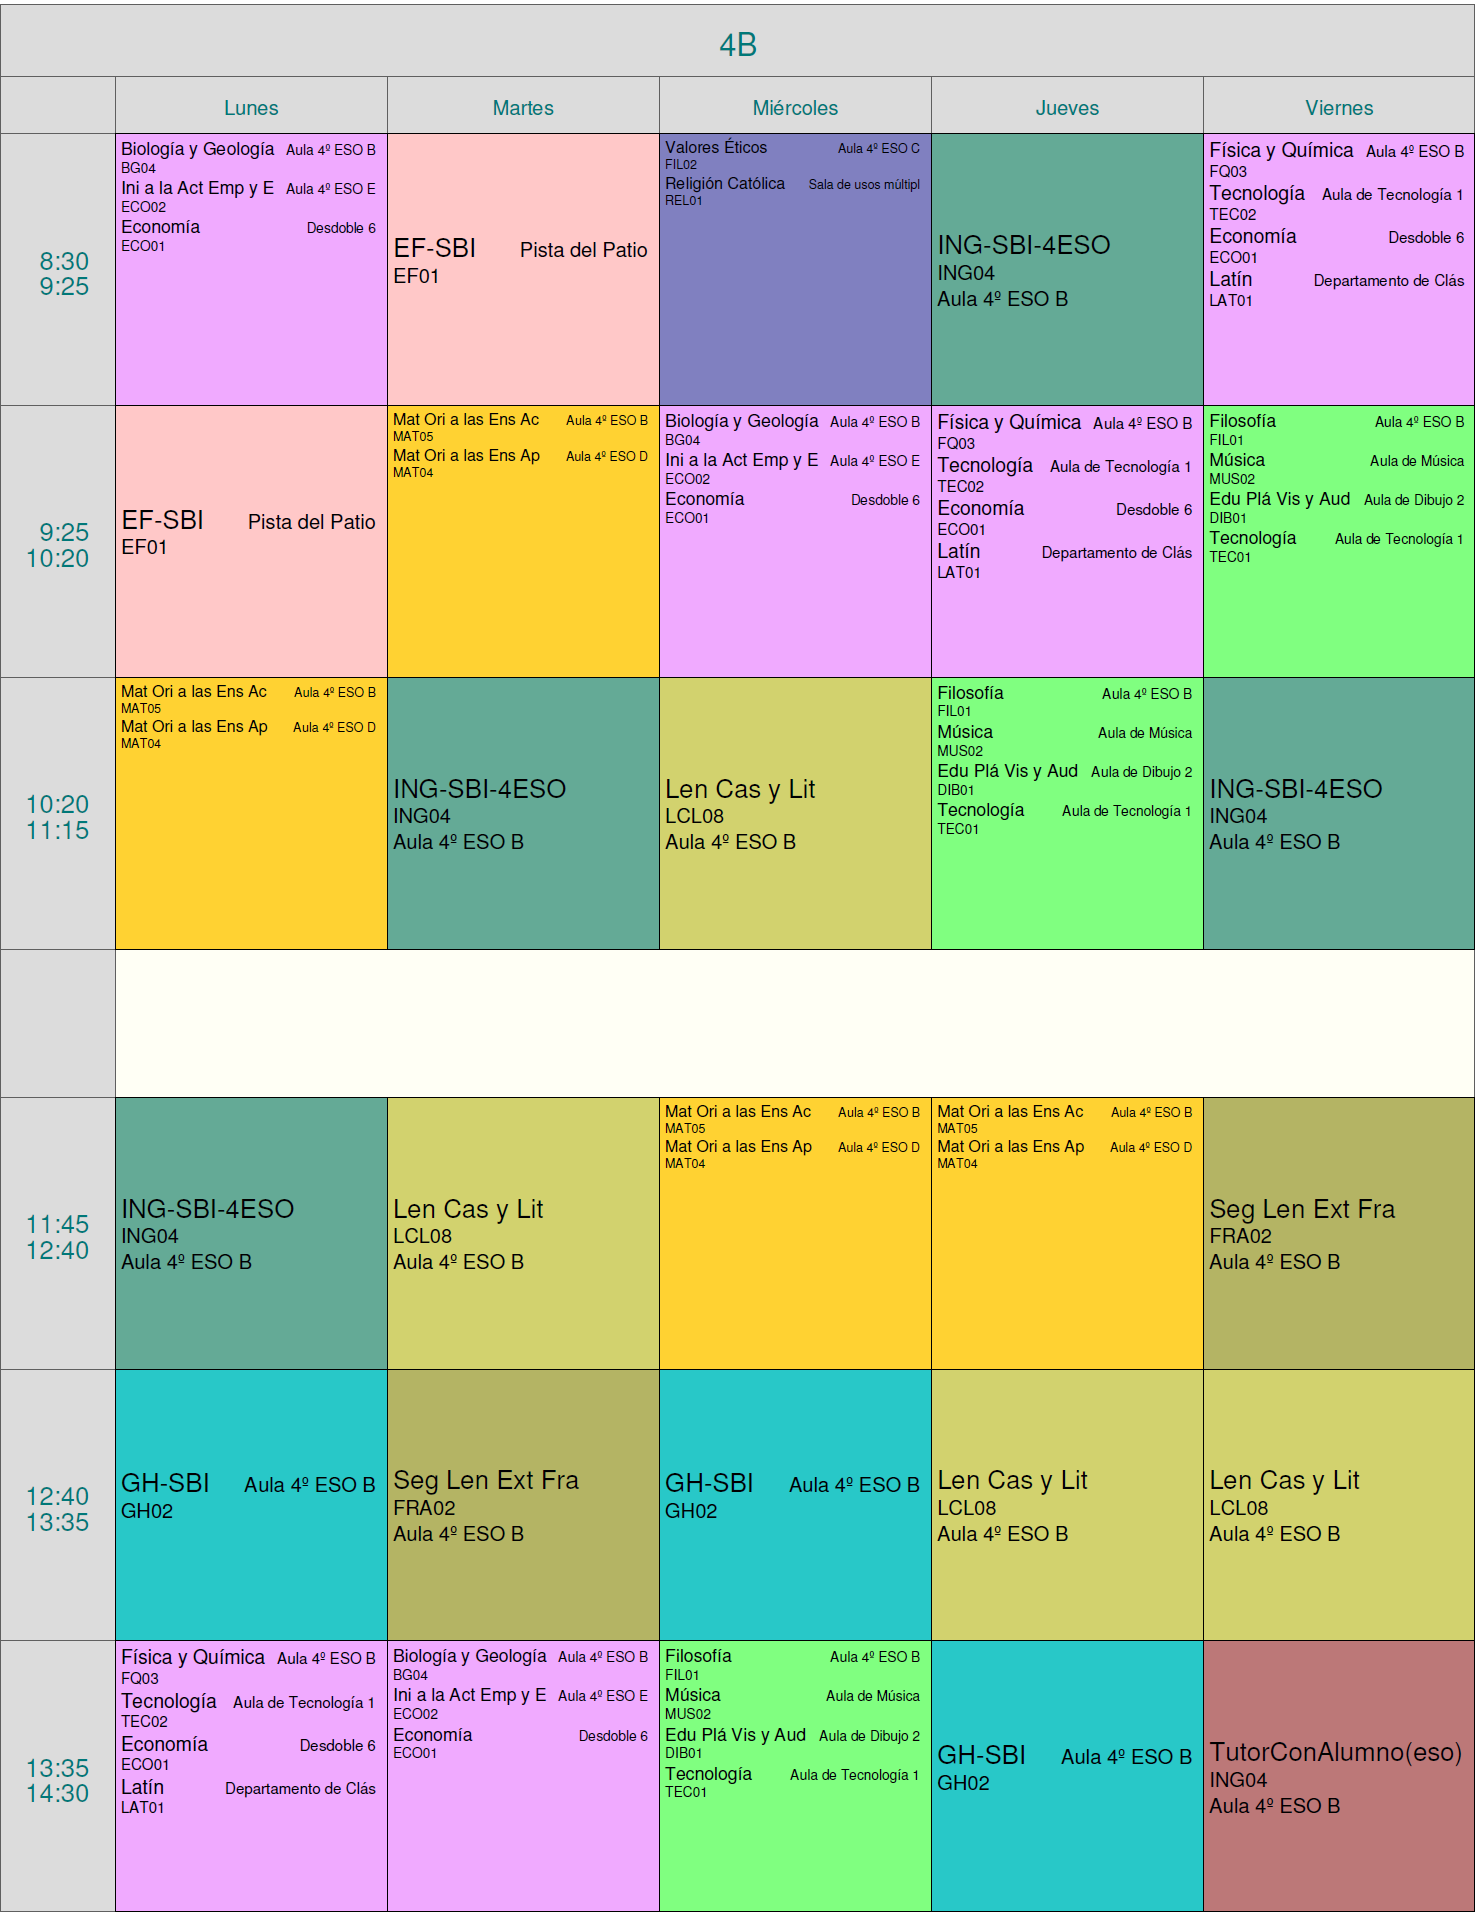 4B
Lunes Martes Miércoles Jueves Viernes
8:30
9:25
Biología y Geología Aula 4º ESO B
BG04
Ini a la Act Emp y E Aula 4º ESO E
ECO02
Economía Desdoble 6
ECO01
EF-SBI Pista del Patio
EF01
Valores Éticos Aula 4º ESO C
FIL02
Religión Católica Sala de usos múltipl
REL01
ING-SBI-4ESO
ING04
Aula 4º ESO B
Física y Química Aula 4º ESO B
FQ03
Tecnología Aula de Tecnología 1
TEC02
Economía Desdoble 6
ECO01
Latín Departamento de Clás
LAT01
9:25
10:20
EF-SBI Pista del Patio
EF01
Mat Ori a las Ens Ac Aula 4º ESO B
MAT05
Mat Ori a las Ens Ap Aula 4º ESO D
MAT04
Biología y Geología Aula 4º ESO B
BG04
Ini a la Act Emp y E Aula 4º ESO E
ECO02
Economía Desdoble 6
ECO01
Física y Química Aula 4º ESO B
FQ03
Tecnología Aula de Tecnología 1
TEC02
Economía Desdoble 6
ECO01
Latín Departamento de Clás
LAT01
Filosofía Aula 4º ESO B
FIL01
Música Aula de Música
MUS02
Edu Plá Vis y Aud Aula de Dibujo 2
DIB01
Tecnología Aula de Tecnología 1
TEC01
10:20
11:15
Mat Ori a las Ens Ac Aula 4º ESO B
MAT05
Mat Ori a las Ens Ap Aula 4º ESO D
MAT04
ING-SBI-4ESO
ING04
Aula 4º ESO B
Len Cas y Lit
LCL08
Aula 4º ESO B
Filosofía Aula 4º ESO B
FIL01
Música Aula de Música
MUS02
Edu Plá Vis y Aud Aula de Dibujo 2
DIB01
Tecnología Aula de Tecnología 1
TEC01
ING-SBI-4ESO
ING04
Aula 4º ESO B
11:45
12:40
ING-SBI-4ESO
ING04
Aula 4º ESO B
Len Cas y Lit
LCL08
Aula 4º ESO B
Mat Ori a las Ens Ac Aula 4º ESO B
MAT05
Mat Ori a las Ens Ap Aula 4º ESO D
MAT04
Mat Ori a las Ens Ac Aula 4º ESO B
MAT05
Mat Ori a las Ens Ap Aula 4º ESO D
MAT04
Seg Len Ext Fra
FRA02
Aula 4º ESO B
12:40
13:35
GH-SBI Aula 4º ESO B
GH02
Seg Len Ext Fra
FRA02
Aula 4º ESO B
GH-SBI Aula 4º ESO B
GH02
Len Cas y Lit
LCL08
Aula 4º ESO B
Len Cas y Lit
LCL08
Aula 4º ESO B
13:35
14:30
Física y Química Aula 4º ESO B
FQ03
Tecnología Aula de Tecnología 1
TEC02
Economía Desdoble 6
ECO01
Latín Departamento de Clás
LAT01
Biología y Geología Aula 4º ESO B
BG04
Ini a la Act Emp y E Aula 4º ESO E
ECO02
Economía Desdoble 6
ECO01
Filosofía Aula 4º ESO B
FIL01
Música Aula de Música
MUS02
Edu Plá Vis y Aud Aula de Dibujo 2
DIB01
Tecnología Aula de Tecnología 1
TEC01
GH-SBI Aula 4º ESO B
GH02
TutorConAlumno(eso)
ING04
Aula 4º ESO B